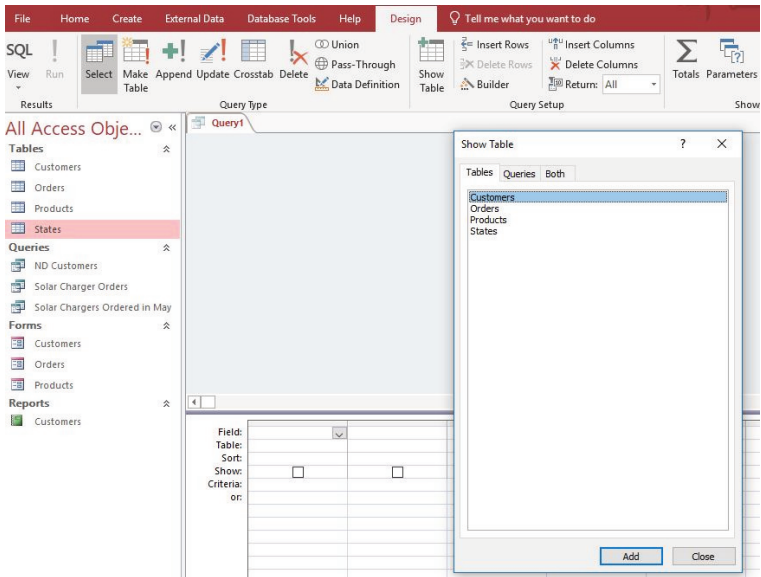 File Home Create External Data Database Tools Help Design Tell me what you want to do
SQL
View
Run
Select
Make Table
Append
Update
Crosstab
Delete
Union
Pass-Through
Data Definition
Show Table
Insert Rows
Delete Rows
Builder
Insert Columns
Delete Columns
Return: All
Totals
Parameters
Results
Query Type
Query Setup
Show
All Access Obje...
Tables
Customers
Orders
Products
States
Queries
ND Customers
Solar Charger Orders
Solar Chargers Ordered in May
Forms
Customers
Orders
Products
Reports
Customers
Query1
Field:
Table:
Sort:
Show:
Criteria:
or:
Show Table ? X
Tables Queries Both
Customers
Orders
Products
States
Add Close